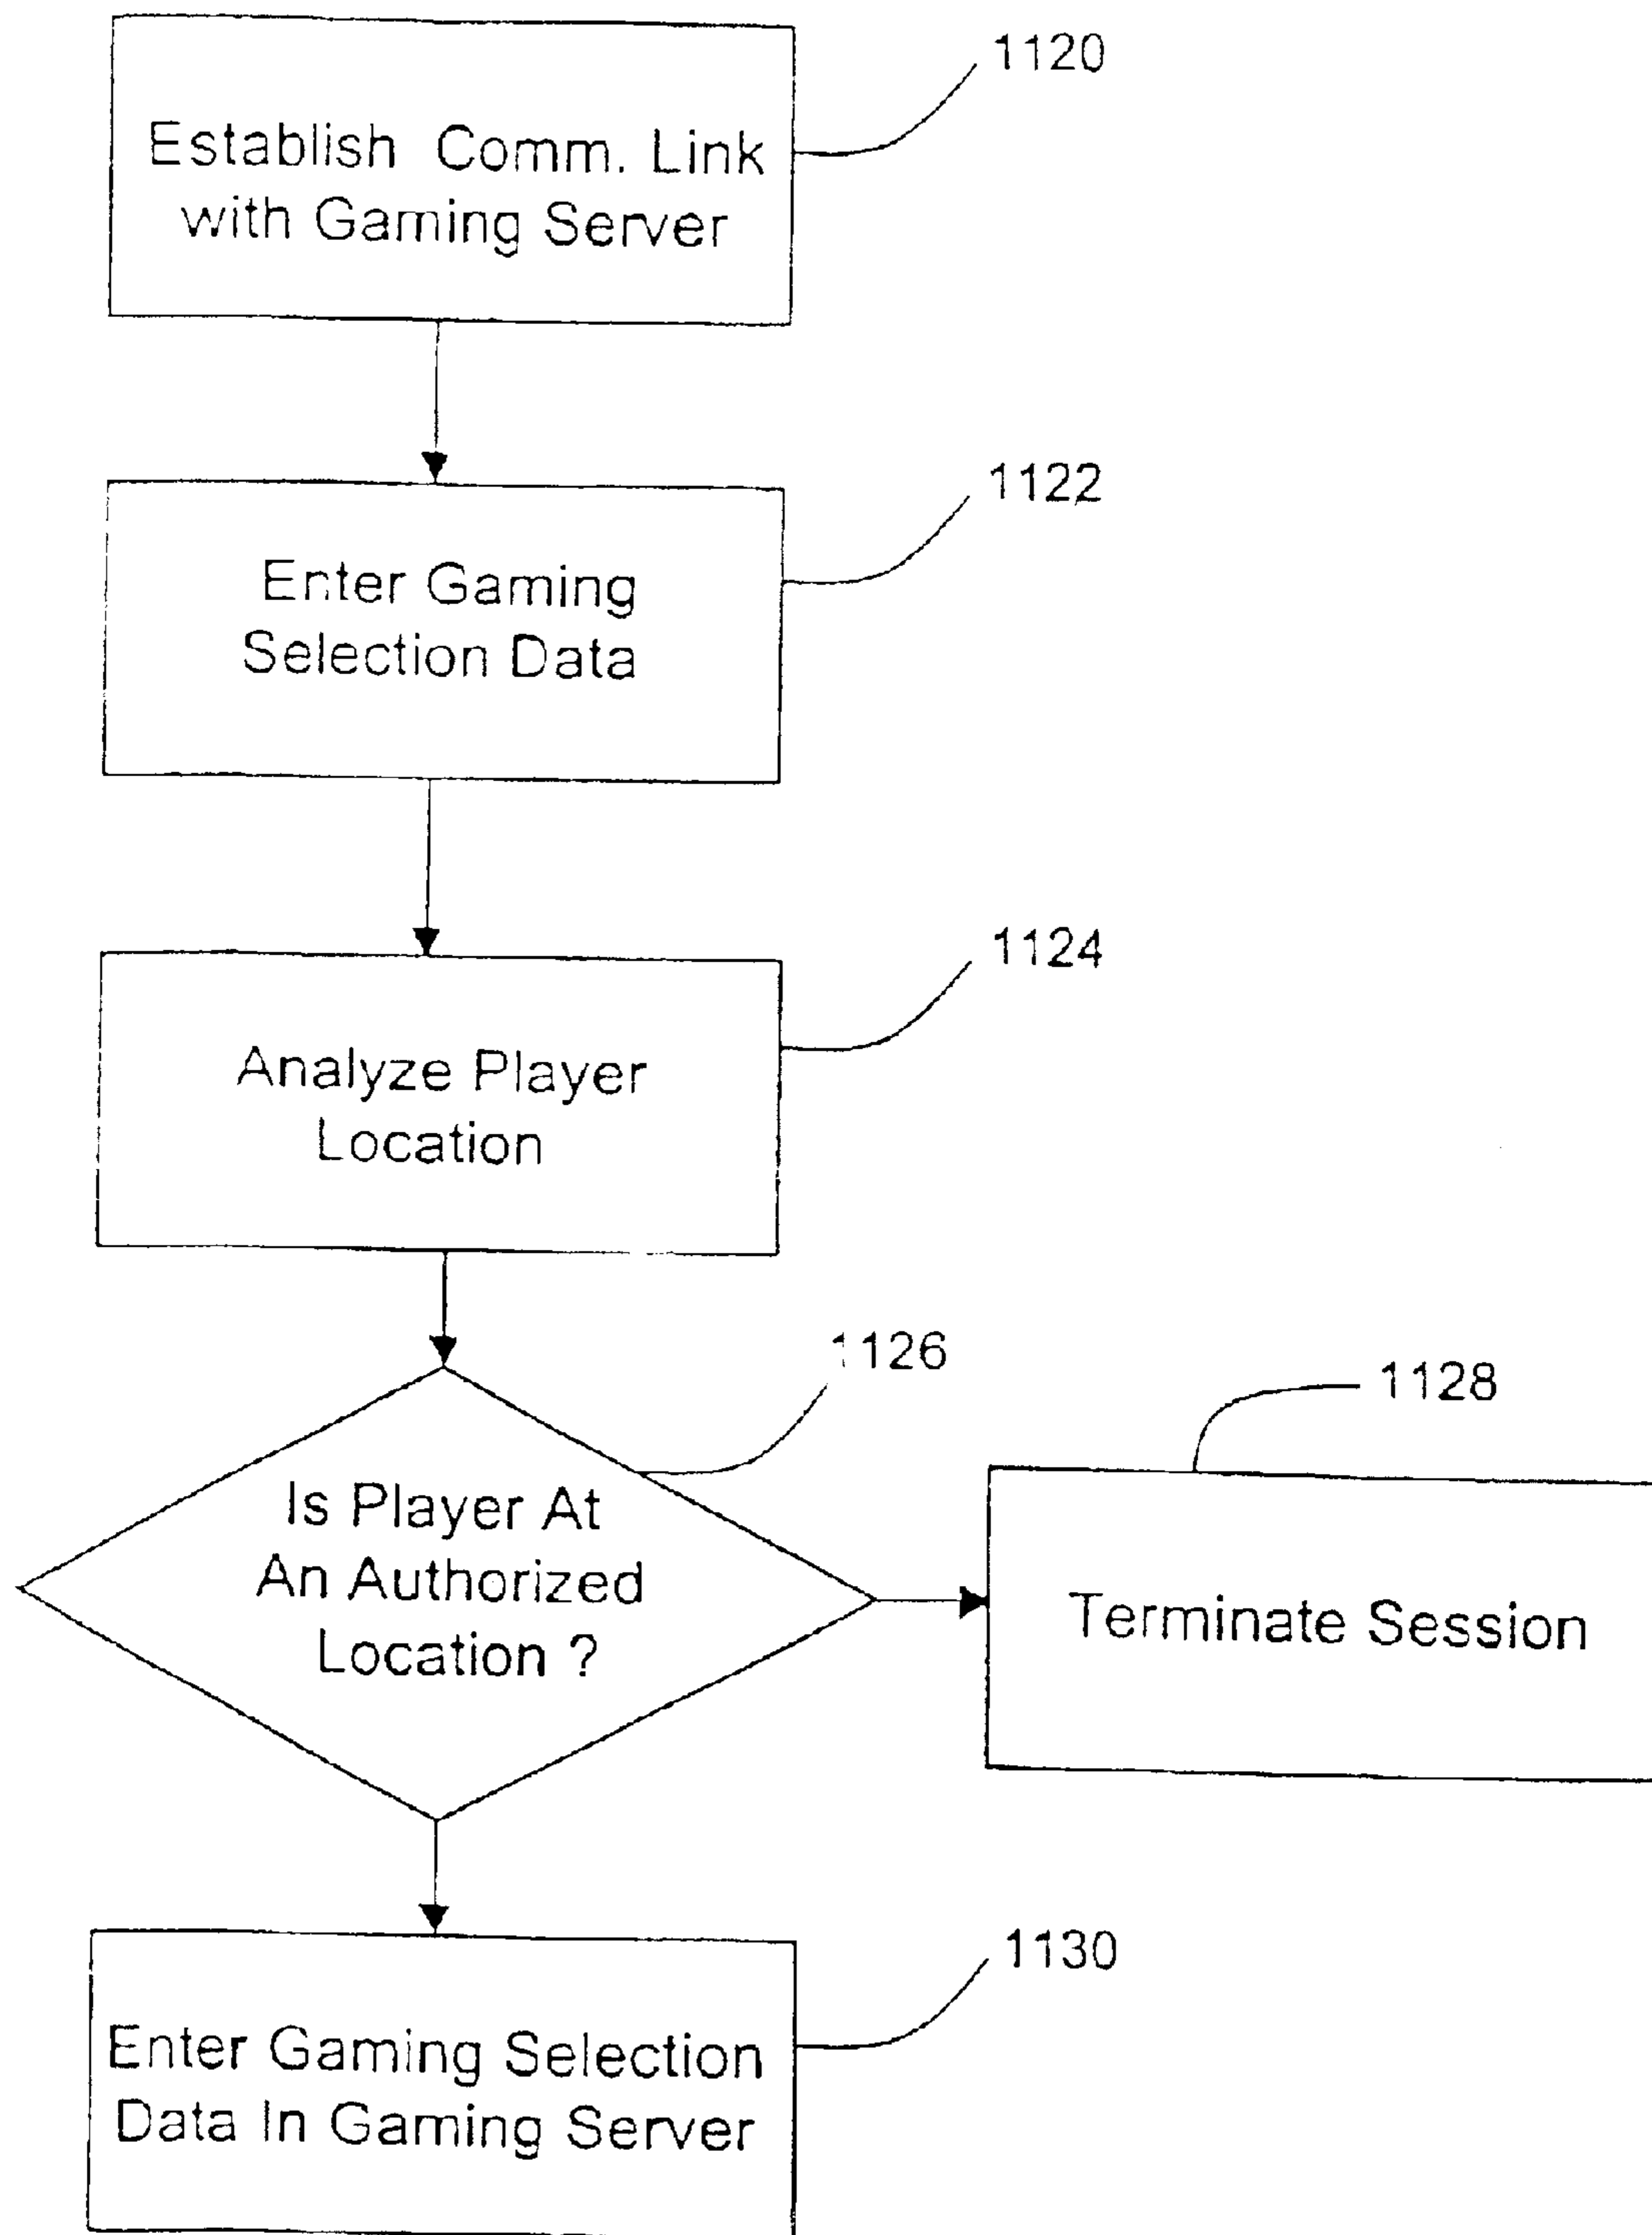 1120
Establish Comm. Link
with Gaming Server
1122
Enter Gaming
Selection Data
1124
Analyze Player
Location
1126
Is Player At
An Authorized
Location ?
1128
Terminate Session
1130
Enter Gaming Selection
Data In Gaming Server